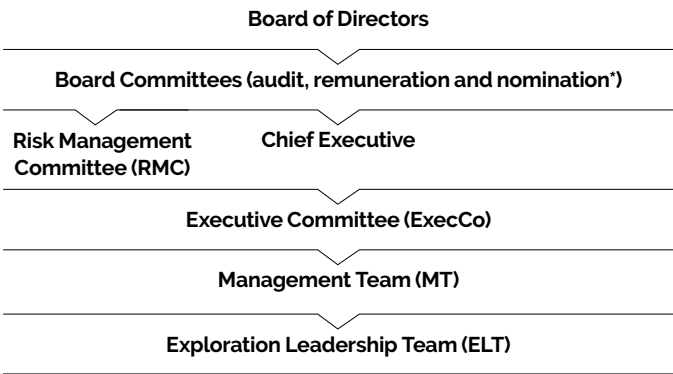 Board of Directors
Board Committees (audit, remuneration and nomination*)
Risk Management
Committee (RMC)
Chief Executive
Executive Committee (ExecCo)
Management Team (MT)
Exploration Leadership Team (ELT)